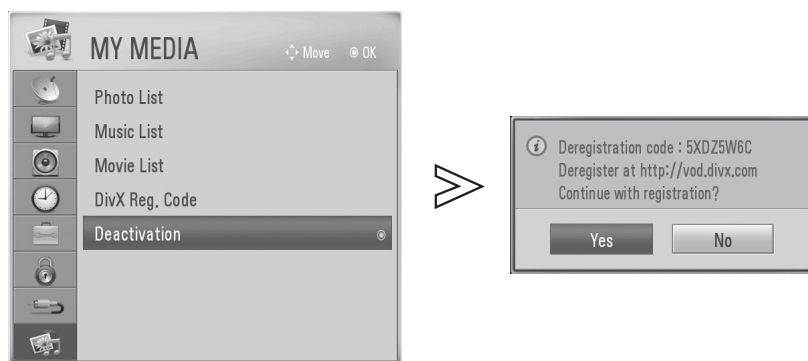 MY MEDIA
Move OK
Photo List
Music List
Movie List
DivX Reg. Code
Deactivation
Deregistration code : 5XDZ5W6C
Deregister at http://vod.divx.com
Continue with registration?
Yes No